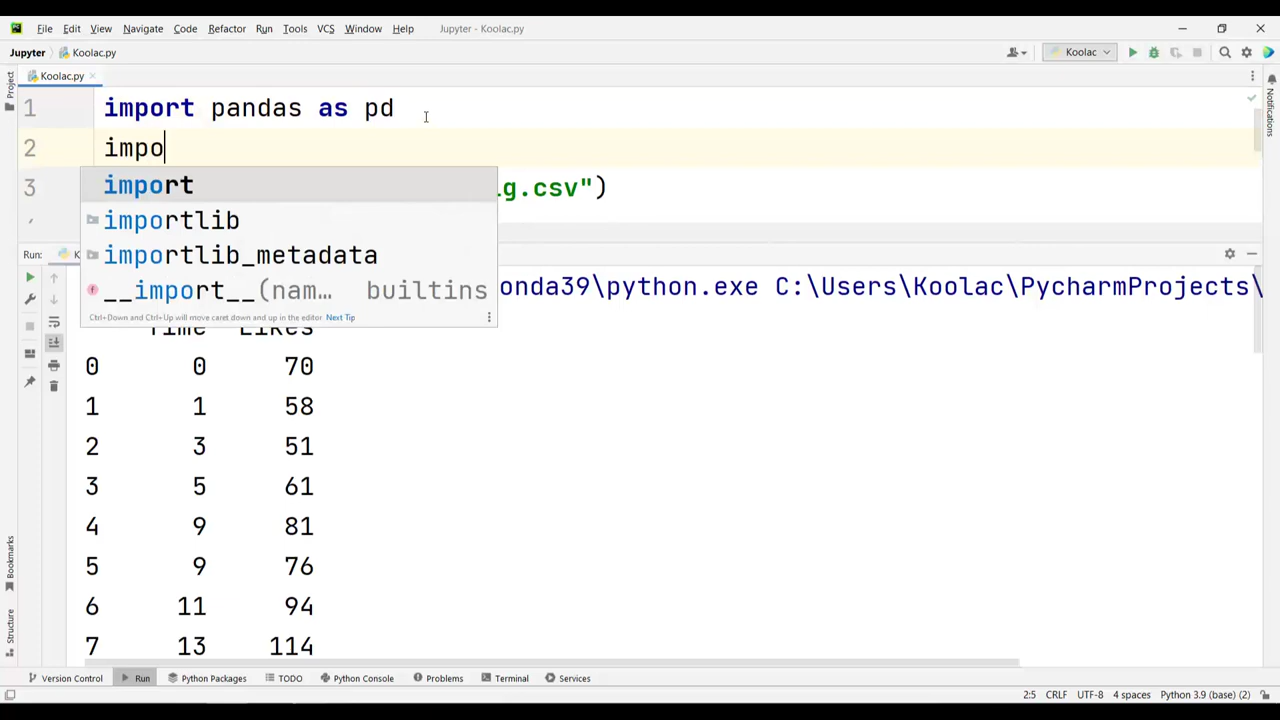 File Edit View Navigate Code Refactor Run Tools VCS Window Help Jupyter - Koolac.py
Jupyter Koolac.py Koolac
Project Koolac.py
1 import pandas as pd
Notifications
2 impo
import
3 g.csv")
importlib
Run: K
importlib_metadata
__import__(nam… builtins onda39\python.exe C:\Users\Koolac\PycharmProjects\
Ctrl+Down and Ctrl+Up will move caret down and up in the editor Next Tip
Time Likes
0 0 70
1 1 58
2 3 51
3 5 61
4 9 81
5 9 76
Bookmarks
6 11 94
Structure
7 13 114
Version Control Run Python Packages TODO Python Console Problems Terminal Services
2:5 CRLF UTF-8 4 spaces Python 3.9 (base) (2)